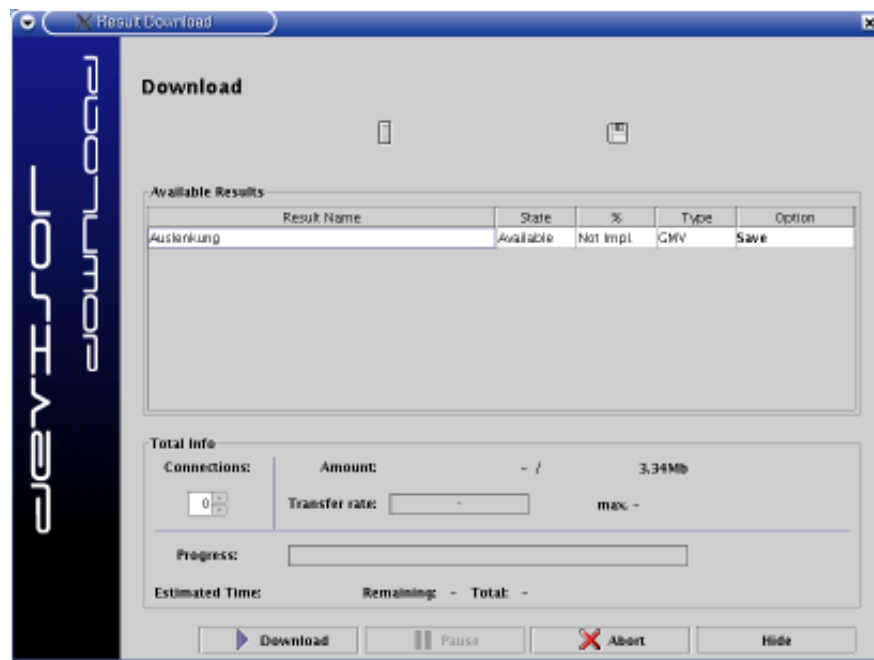 Result Download
devisor
download
Download
Available Results
Result Name State % Type Option
Auslenkung Available Not Impl. GMV Save
Total Info
Connections: Amount: - / 3,34Mb
0 Transfer rate: - max. -
Progress:
Estimated Time: Remaining: - Total: -
Download Pause Abort Hide